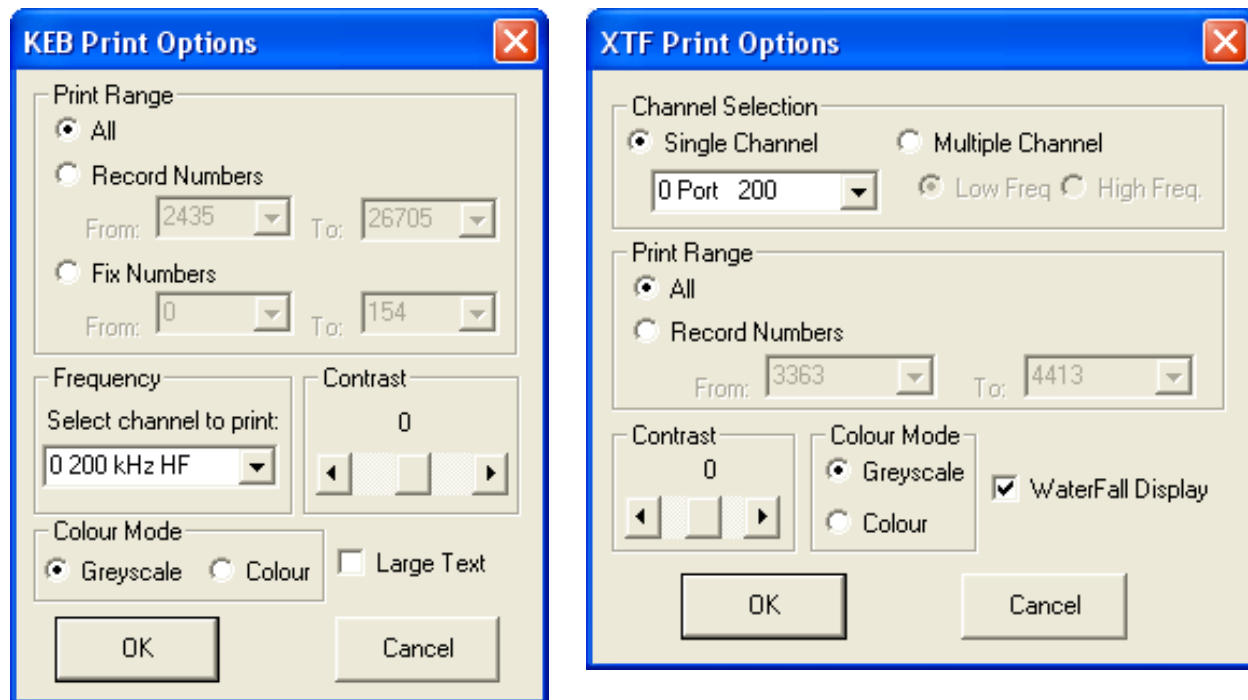 KEB Print Options
Print Range
All
Record Numbers
From: 2435 To: 26705
Fix Numbers
From: 0 To: 154
Frequency
Select channel to print:
0 200 kHz HF
Contrast
0
Colour Mode
Greyscale Colour
Large Text
OK Cancel
XTF Print Options
Channel Selection
Single Channel Multiple Channel
0 Port 200 Low Freq High Freq.
Print Range
All
Record Numbers
From: 3363 To: 4413
Contrast
0
Colour Mode
Greyscale
Colour
WaterFall Display
OK Cancel